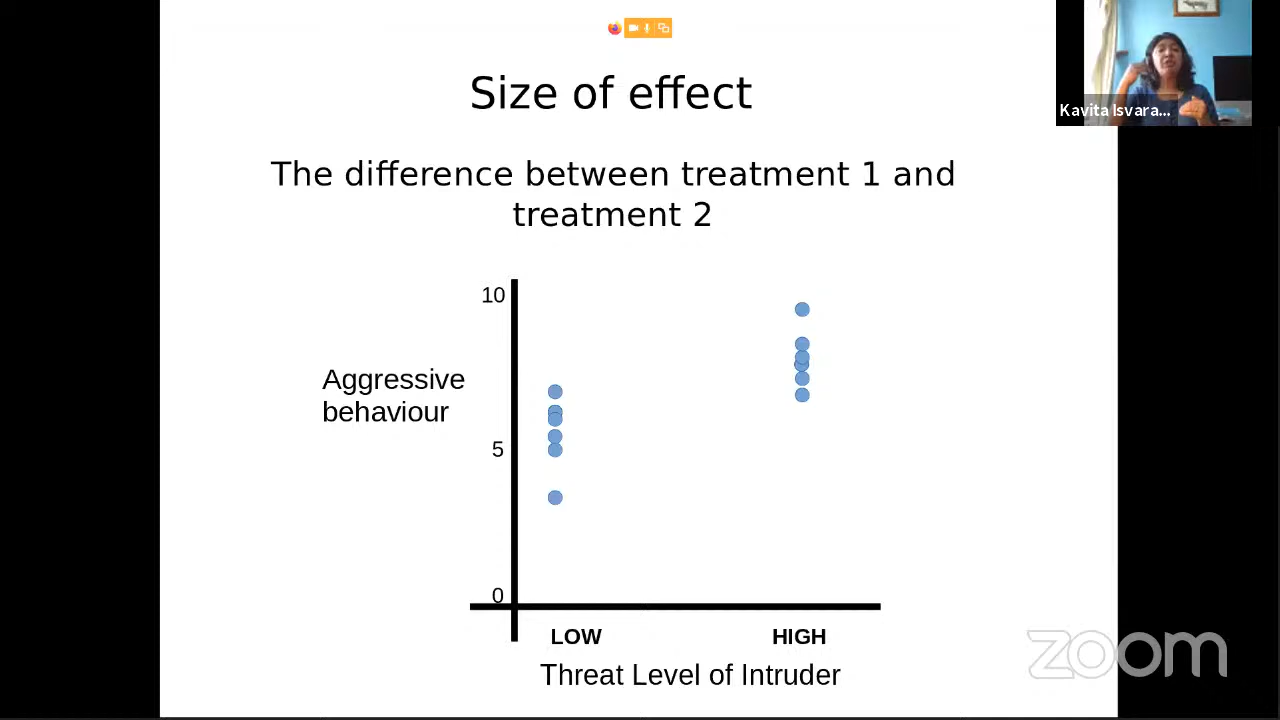 Size of effect
Kavita Isvara...
The difference between treatment 1 and
treatment 2
10
Aggressive
behaviour
5
0
LOW HIGH
Threat Level of Intruder
zoom